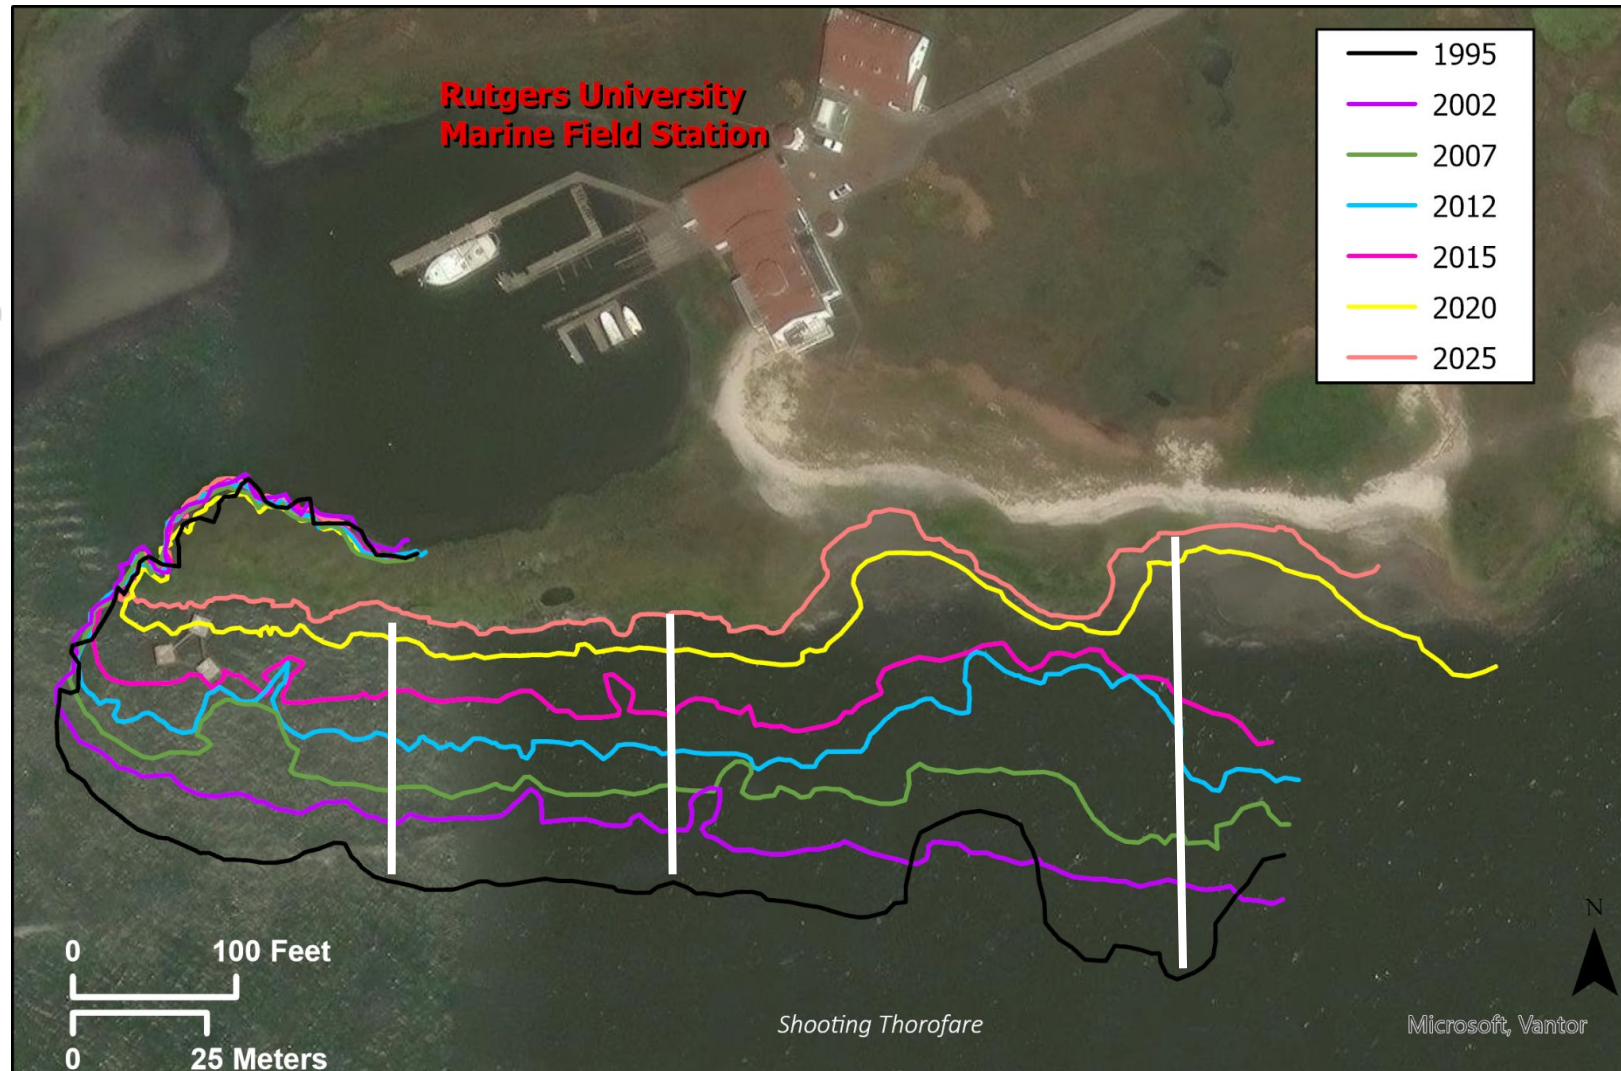 Rutgers University
Marine Field Station
1995
2002
2007
2012
2015
2020
2025
0 100 Feet
0 25 Meters
Shooting Thorofare
N
Microsoft, Vantor